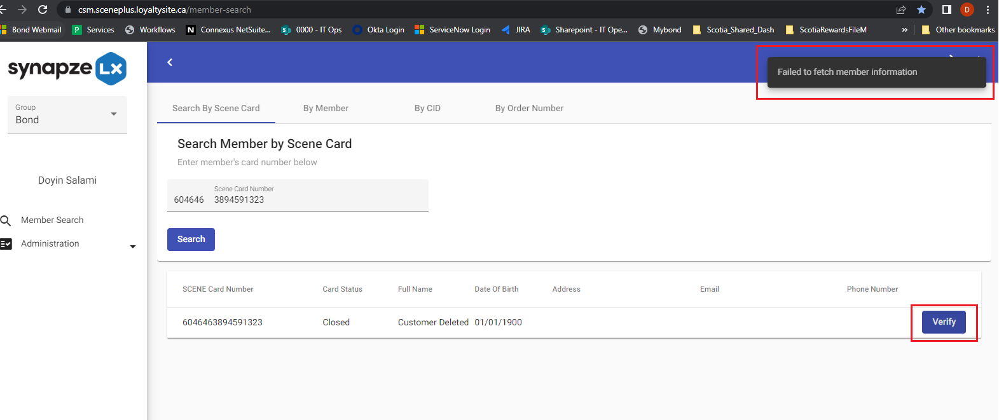 csm.sceneplus.loyaltysite.ca/member-search
D
Bond Webmail
P Services
Workflows
N Connexus NetSuite...
S 0000 - IT Ops
Okta Login
ServiceNow Login
JIRA
S Sharepoint - IT Ope...
Mybond
Scotia_Shared_Dash
ScotiaRewardsFileM
»
Other bookmarks
synapze LX
Failed to fetch member information
Group
Bond
Doyin Salami
Member Search
Administration
Search By Scene Card
By Member
By CID
By Order Number
Search Member by Scene Card
Enter member's card number below
Scene Card Number
604646 3894591323
Search
SCENE Card Number Card Status Full Name Date Of Birth Address Email Phone Number
6046463894591323 Closed Customer Deleted 01/01/1900 Verify